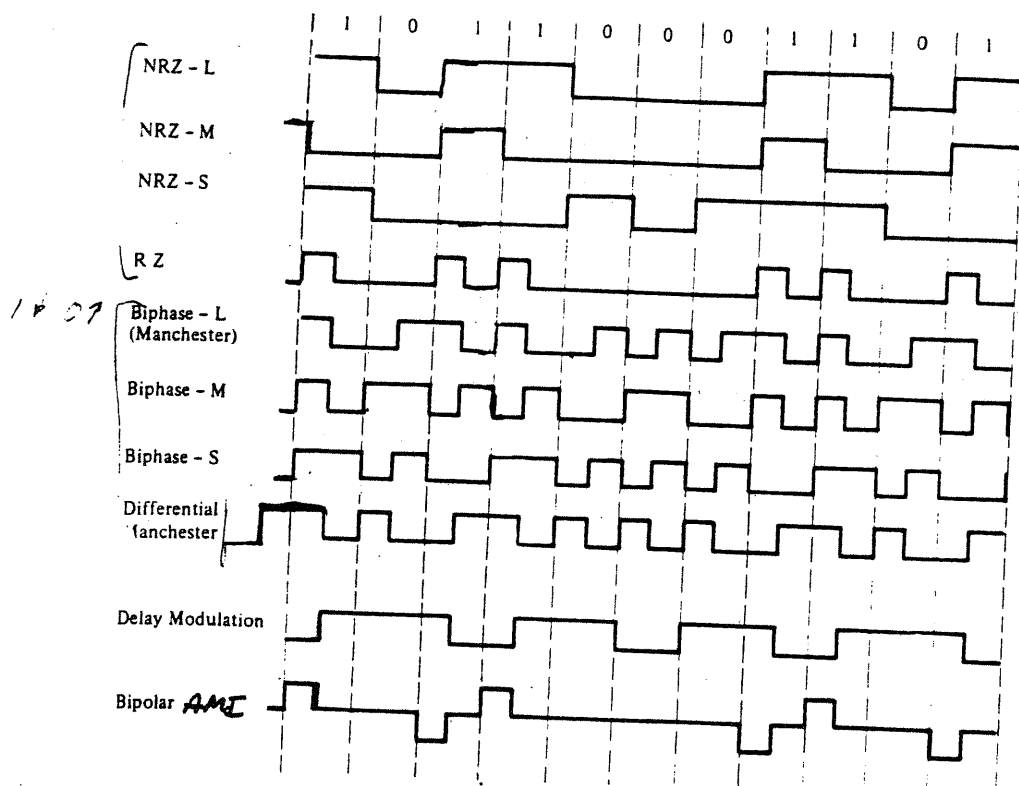 1 0 1 1 0 0 0 1 1 0 1
NRZ – L
NRZ – M
NRZ – S
R Z
Biphase – L
(Manchester)
Biphase – M
Biphase – S
Differential
Manchester
Delay Modulation
Bipolar AMI